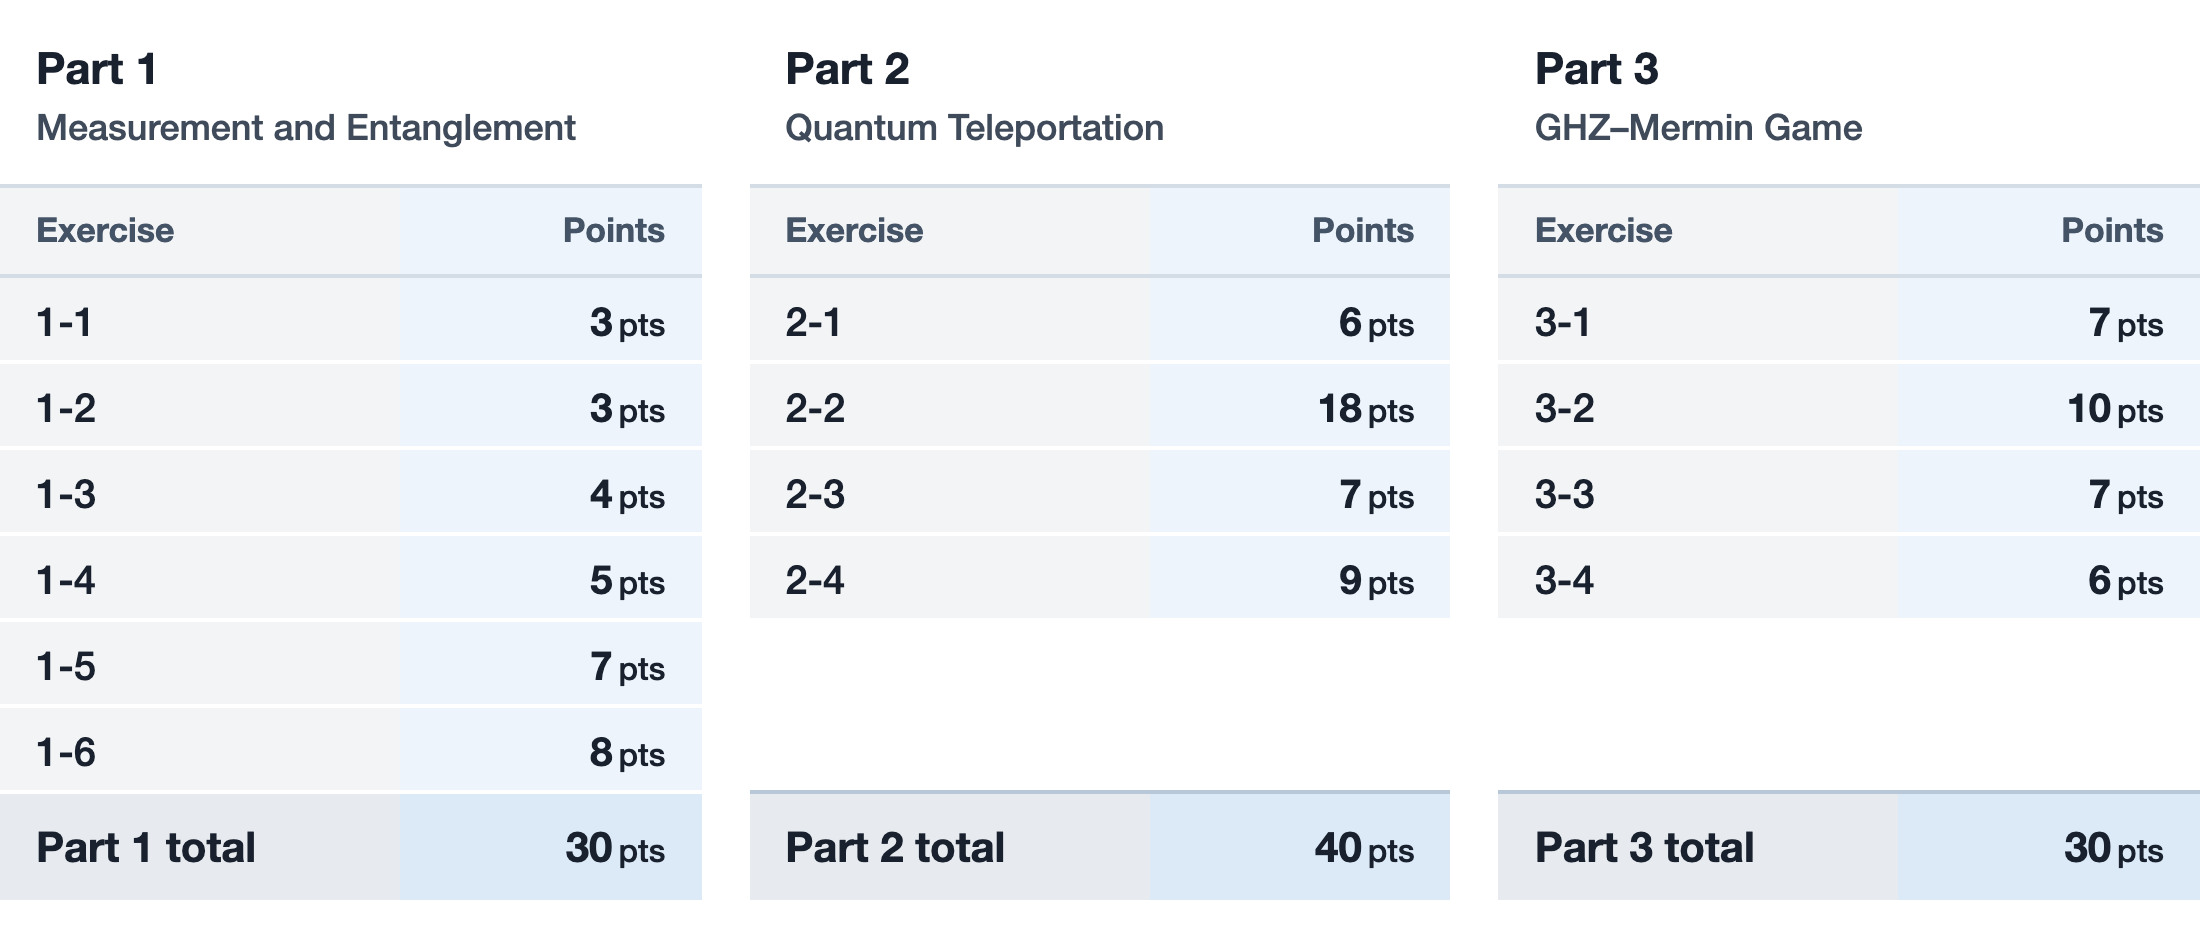 Part 1
Measurement and Entanglement
Exercise Points
1-1 3 pts
1-2 3 pts
1-3 4 pts
1-4 5 pts
1-5 7 pts
1-6 8 pts
Part 1 total 30 pts
Part 2
Quantum Teleportation
Exercise Points
2-1 6 pts
2-2 18 pts
2-3 7 pts
2-4 9 pts
Part 2 total 40 pts
Part 3
GHZ–Mermin Game
Exercise Points
3-1 7 pts
3-2 10 pts
3-3 7 pts
3-4 6 pts
Part 3 total 30 pts